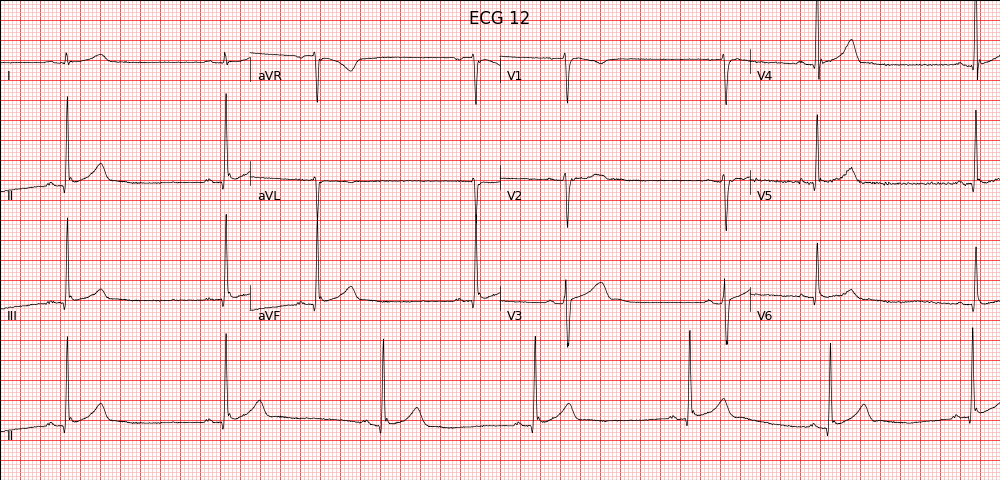 ECG 12
I aVR V1 V4
II aVL V2 V5
III aVF V3 V6
II